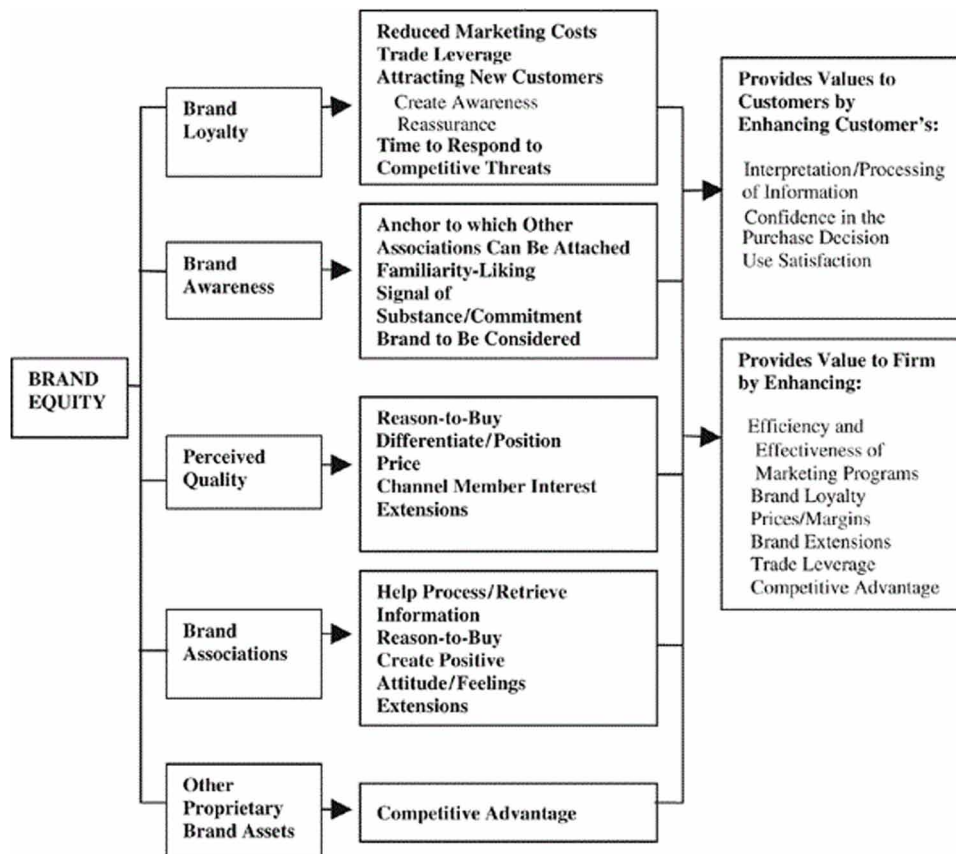 BRAND
EQUITY
Brand
Loyalty
Reduced Marketing Costs
Trade Leverage
Attracting New Customers
Create Awareness
Reassurance
Time to Respond to
Competitive Threats
Brand
Awareness
Anchor to which Other
Associations Can Be Attached
Familiarity-Liking
Signal of
Substance/Commitment
Brand to Be Considered
Perceived
Quality
Reason-to-Buy
Differentiate/Position
Price
Channel Member Interest
Extensions
Brand
Associations
Help Process/Retrieve
Information
Reason-to-Buy
Create Positive
Attitude/Feelings
Extensions
Other
Proprietary
Brand Assets
Competitive Advantage
Provides Values to
Customers by
Enhancing Customer's:
Interpretation/Processing
of Information
Confidence in the
Purchase Decision
Use Satisfaction
Provides Value to Firm
by Enhancing:
Efficiency and
Effectiveness of
Marketing Programs
Brand Loyalty
Prices/Margins
Brand Extensions
Trade Leverage
Competitive Advantage